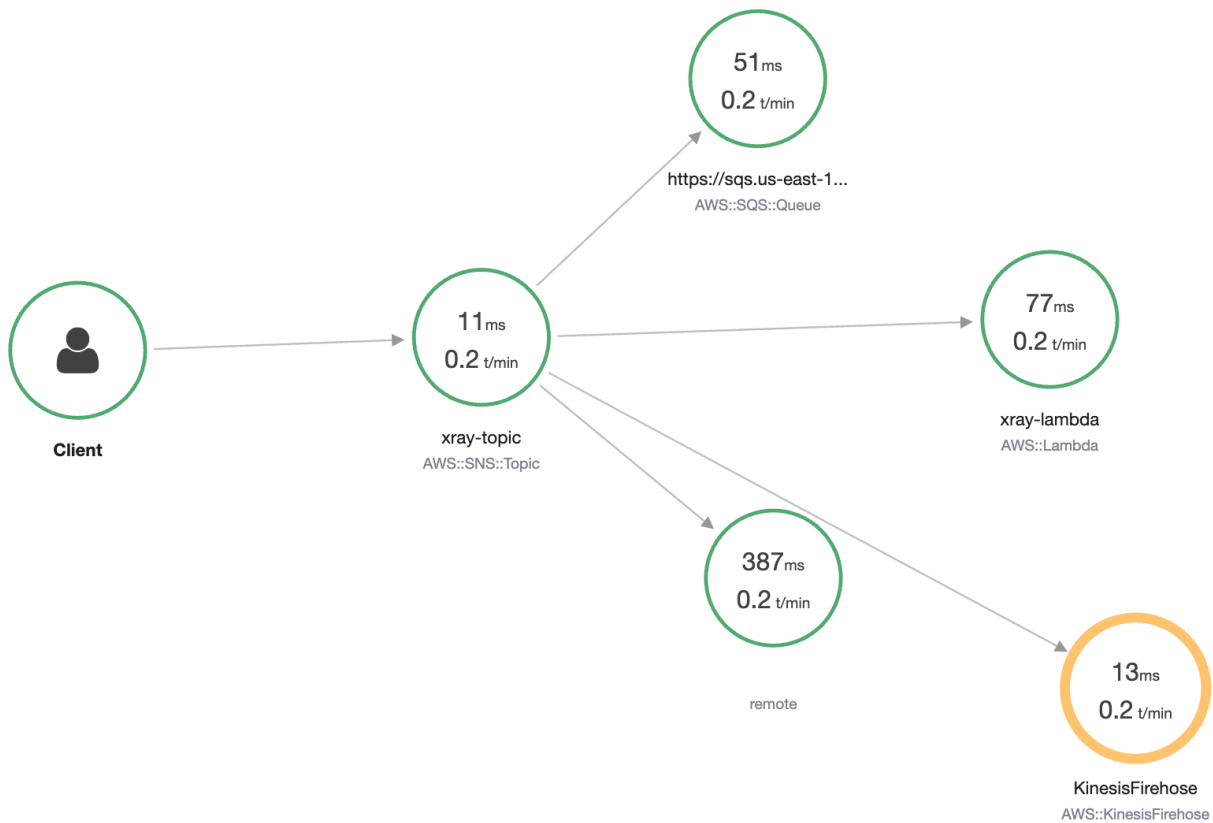 51ms
0.2 t/min
https://sqs.us-east-1...
AWS::SQS::Queue
Client
11ms
0.2 t/min
xray-topic
AWS::SNS::Topic
77ms
0.2 t/min
xray-lambda
AWS::Lambda
387ms
0.2 t/min
remote
13ms
0.2 t/min
KinesisFirehose
AWS::KinesisFirehose